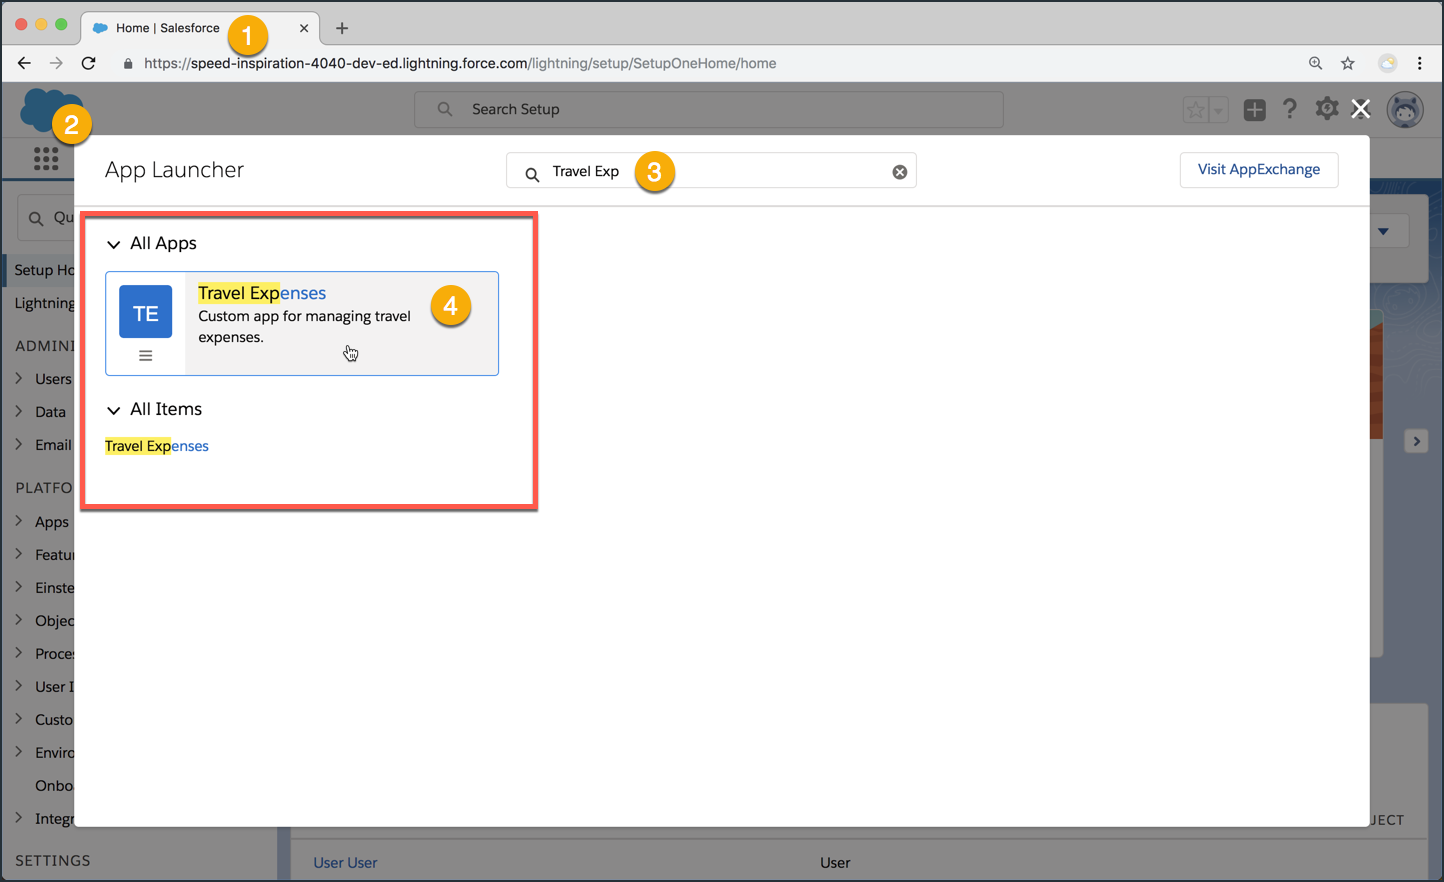 Home | Salesforce
1
https://speed-inspiration-4040-dev-ed.lightning.force.com/lightning/setup/SetupOneHome/home
Search Setup
2
App Launcher
Travel Exp
3
Visit AppExchange
Qu
All Apps
Setup Ho
TE
Travel Expenses
4
Custom app for managing travel
expenses.
Lightning
ADMINI
Users
Data
All Items
Email
Travel Expenses
PLATFO
Apps
Featu
Einste
Objec
Proces
User I
Custo
Enviro
Onbo
Integr
JECT
SETTINGS
User User
User